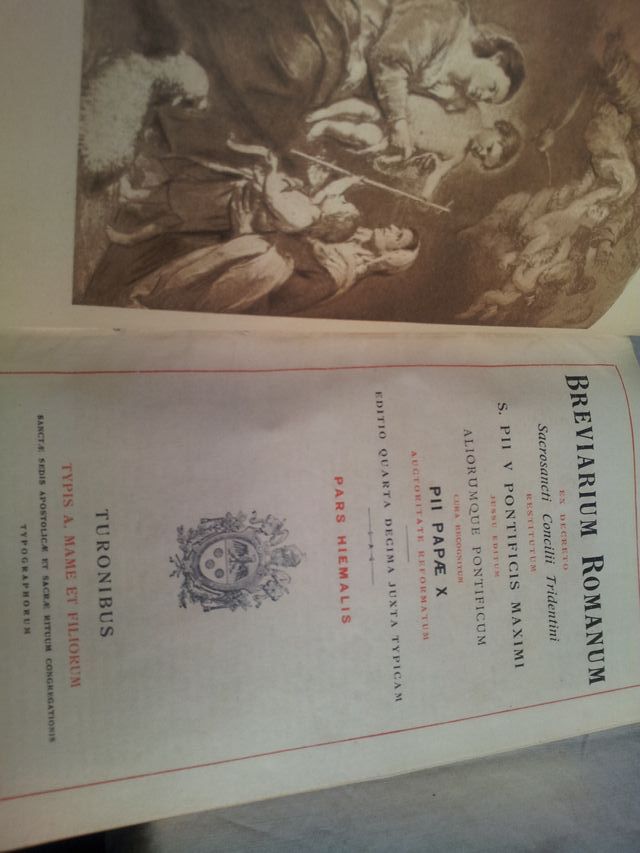 BREVIARIUM ROMANUM
EX DECRETO
Sacrosancti Concilii Tridentini
RESTITUTUM
S. PII V PONTIFICIS MAXIMI
JUSSU EDITUM
ALIORUMQUE PONTIFICUM
CURA RECOGNITUM
PII PAPÆ X
AUCTORITATE REFORMATUM
EDITIO QUARTA DECIMA JUXTA TYPICAM
PARS HIEMALIS
TURONIBUS
TYPIS A. MAME ET FILIORUM
SANCTÆ SEDIS APOSTOLICÆ ET SACRÆ RITUUM CONGREGATIONIS
TYPOGRAPHORUM